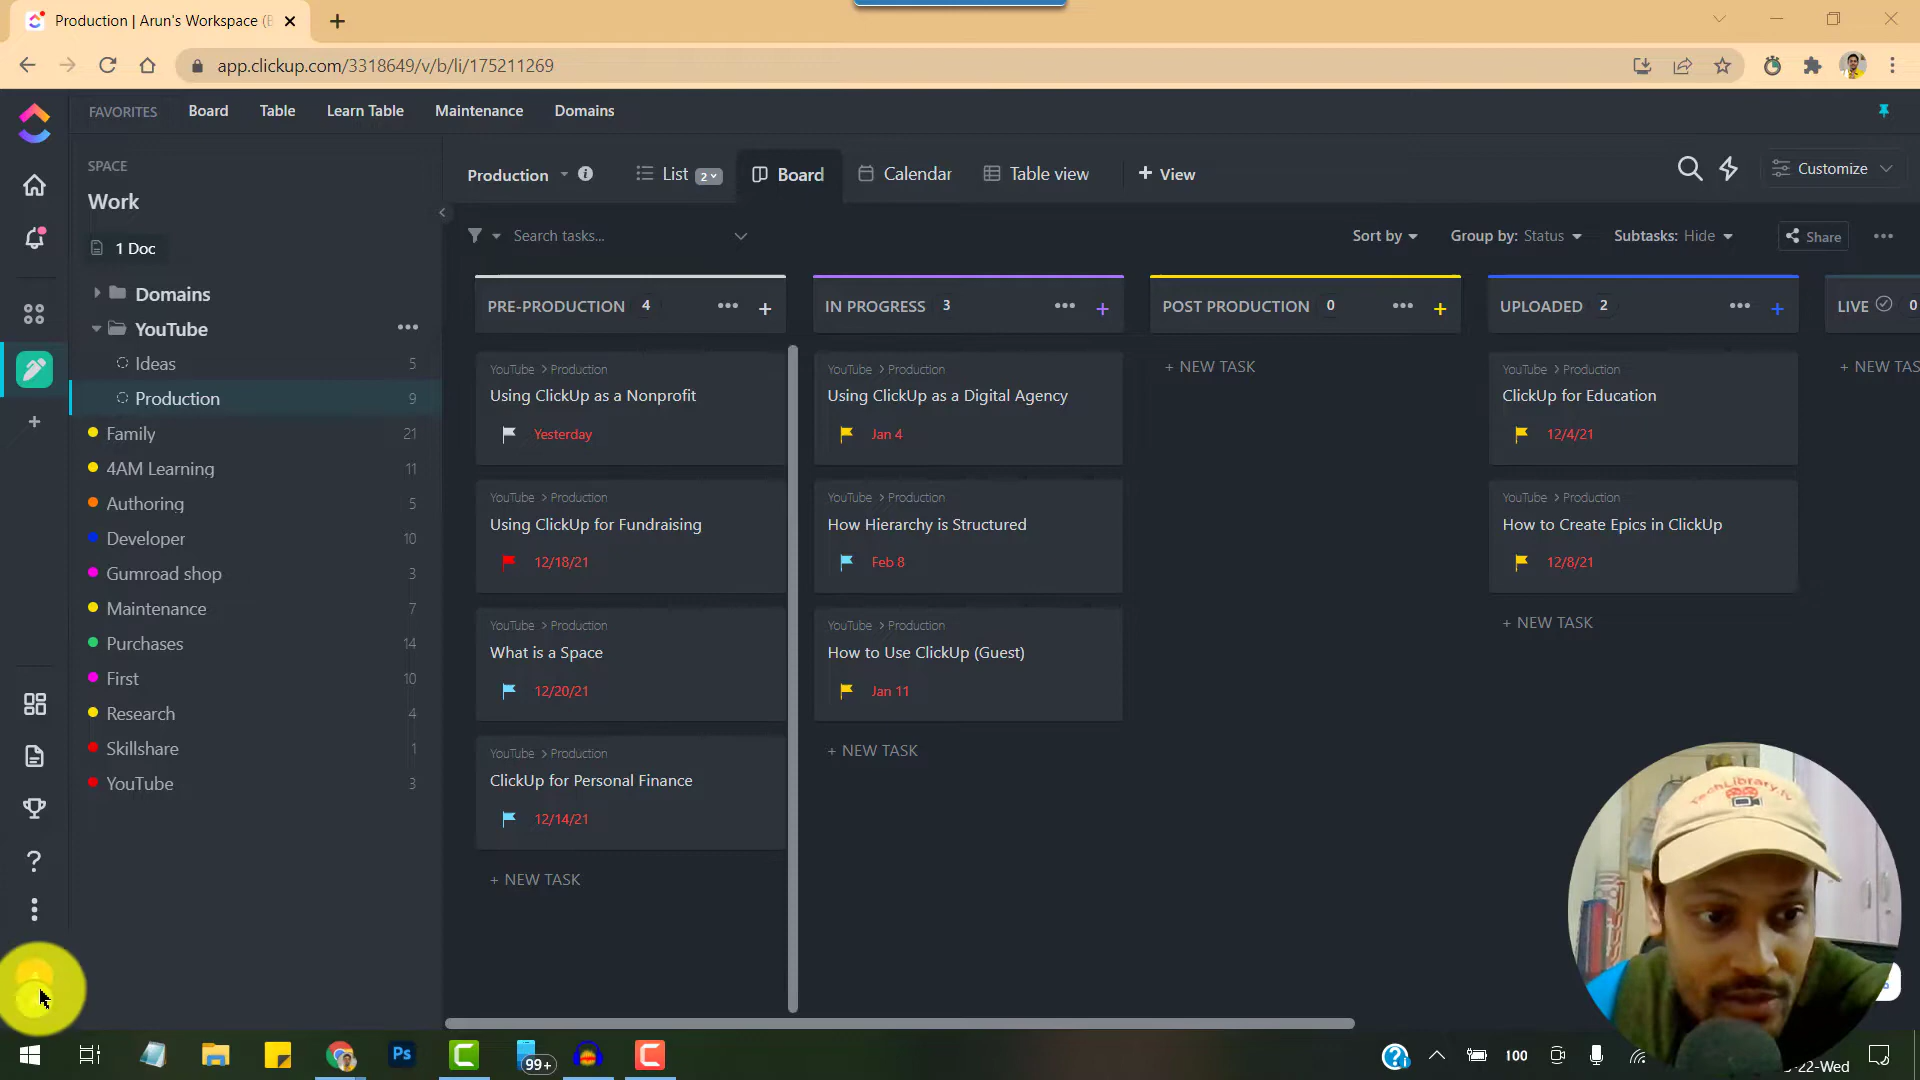 Production | Arun's Workspace (B
app.clickup.com/3318649/v/b/li/175211269
FAVORITES Board Table Learn Table Maintenance Domains
SPACE
Work
1 Doc
Domains
YouTube
Ideas 5
Production 9
Family 21
4AM Learning 11
Authoring 5
Developer 10
Gumroad shop 3
Maintenance 7
Purchases 14
First 10
Research 4
Skillshare 1
YouTube 3
Production List 2 Board Calendar Table view + View Customize
Search tasks... Sort by Group by: Status Subtasks: Hide Share
PRE-PRODUCTION 4
YouTube > Production
Using ClickUp as a Nonprofit
Yesterday
YouTube > Production
Using ClickUp for Fundraising
12/18/21
YouTube > Production
What is a Space
12/20/21
YouTube > Production
ClickUp for Personal Finance
12/14/21
+ NEW TASK
IN PROGRESS 3
YouTube > Production
Using ClickUp as a Digital Agency
Jan 4
YouTube > Production
How Hierarchy is Structured
Feb 8
YouTube > Production
How to Use ClickUp (Guest)
Jan 11
+ NEW TASK
POST PRODUCTION 0
+ NEW TASK
UPLOADED 2
YouTube > Production
ClickUp for Education
12/4/21
YouTube > Production
How to Create Epics in ClickUp
12/8/21
+ NEW TASK
LIVE 0
+ NEW TAS
TechLibrary.tv
Ps
99+
100
22-Wed